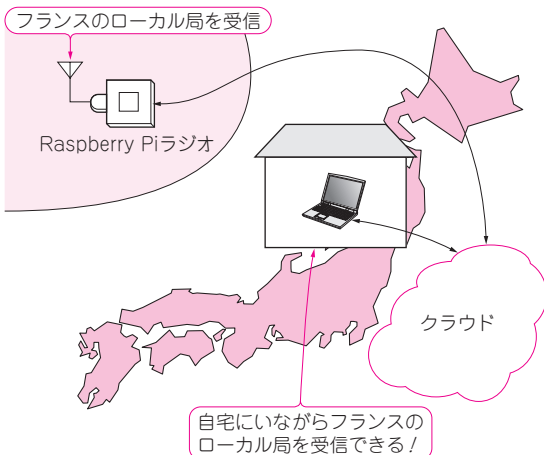 フランスのローカル局を受信
Raspberry Piラジオ
クラウド
自宅にいながらフランスの
ローカル局を受信できる!